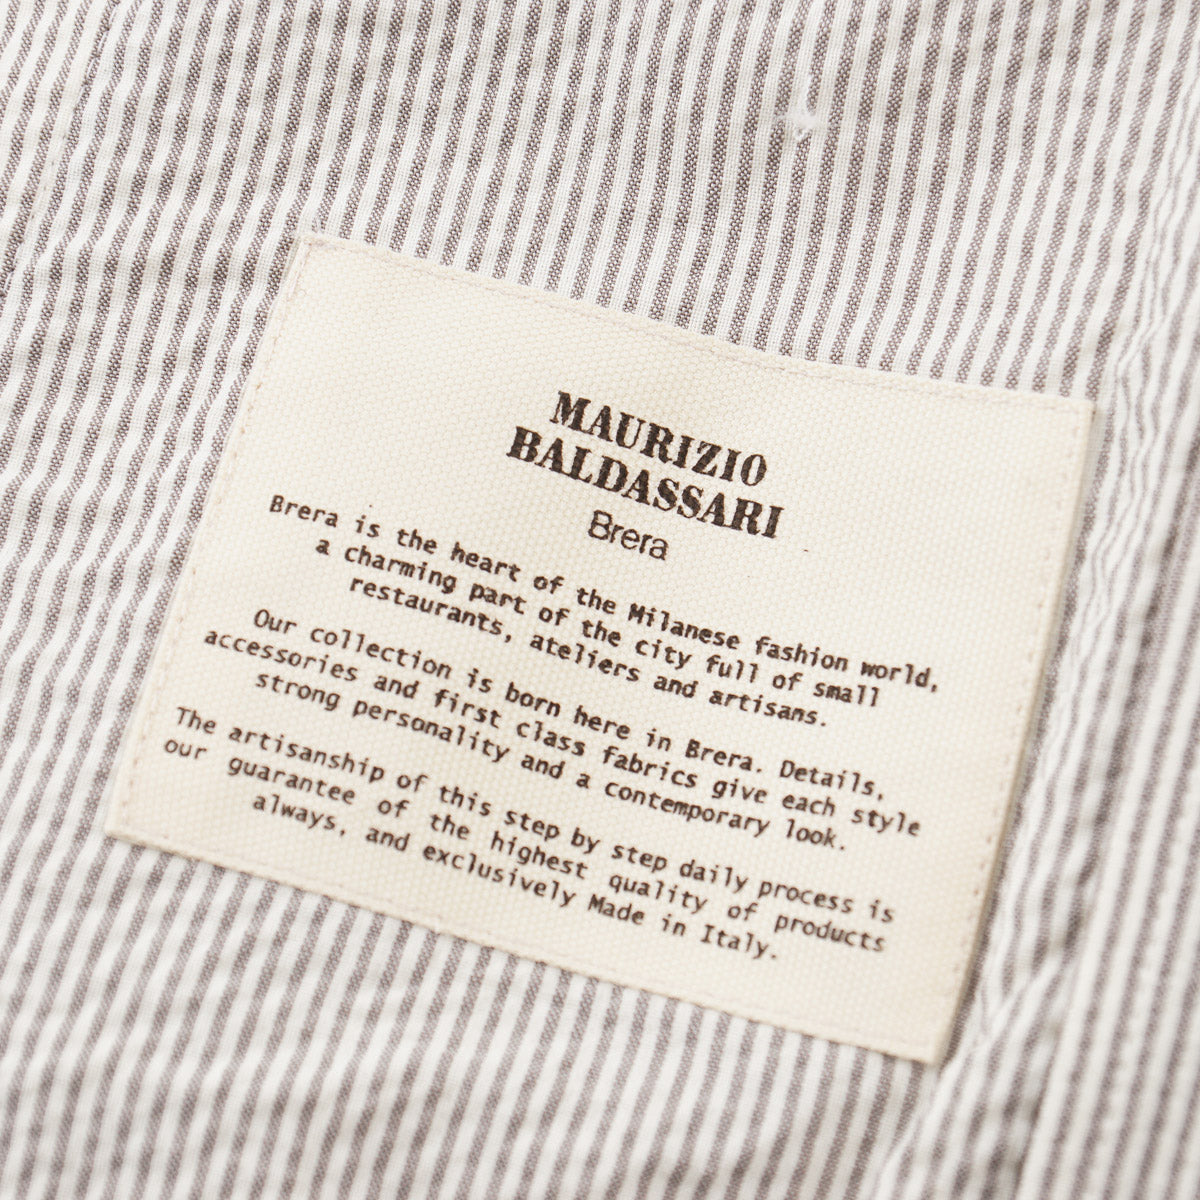 MAURIZIO
BALDASSARI
Brera
Brera is the heart of the Milanese fashion world,
a charming part of the city full of small
restaurants, ateliers and artisans.
Our collection is born here in Brera. Details,
accessories and first class fabrics give each style
strong personality and a contemporary look.
The artisanship of this step by step daily process is
our guarantee of the highest quality of products
always, and exclusively Made in Italy.